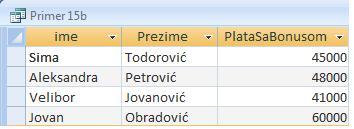 Primer 15b
ime Prezime PlataSaBonusom
Sima Todorović 45000
Aleksandra Petrović 48000
Velibor Jovanović 41000
Jovan Obradović 60000